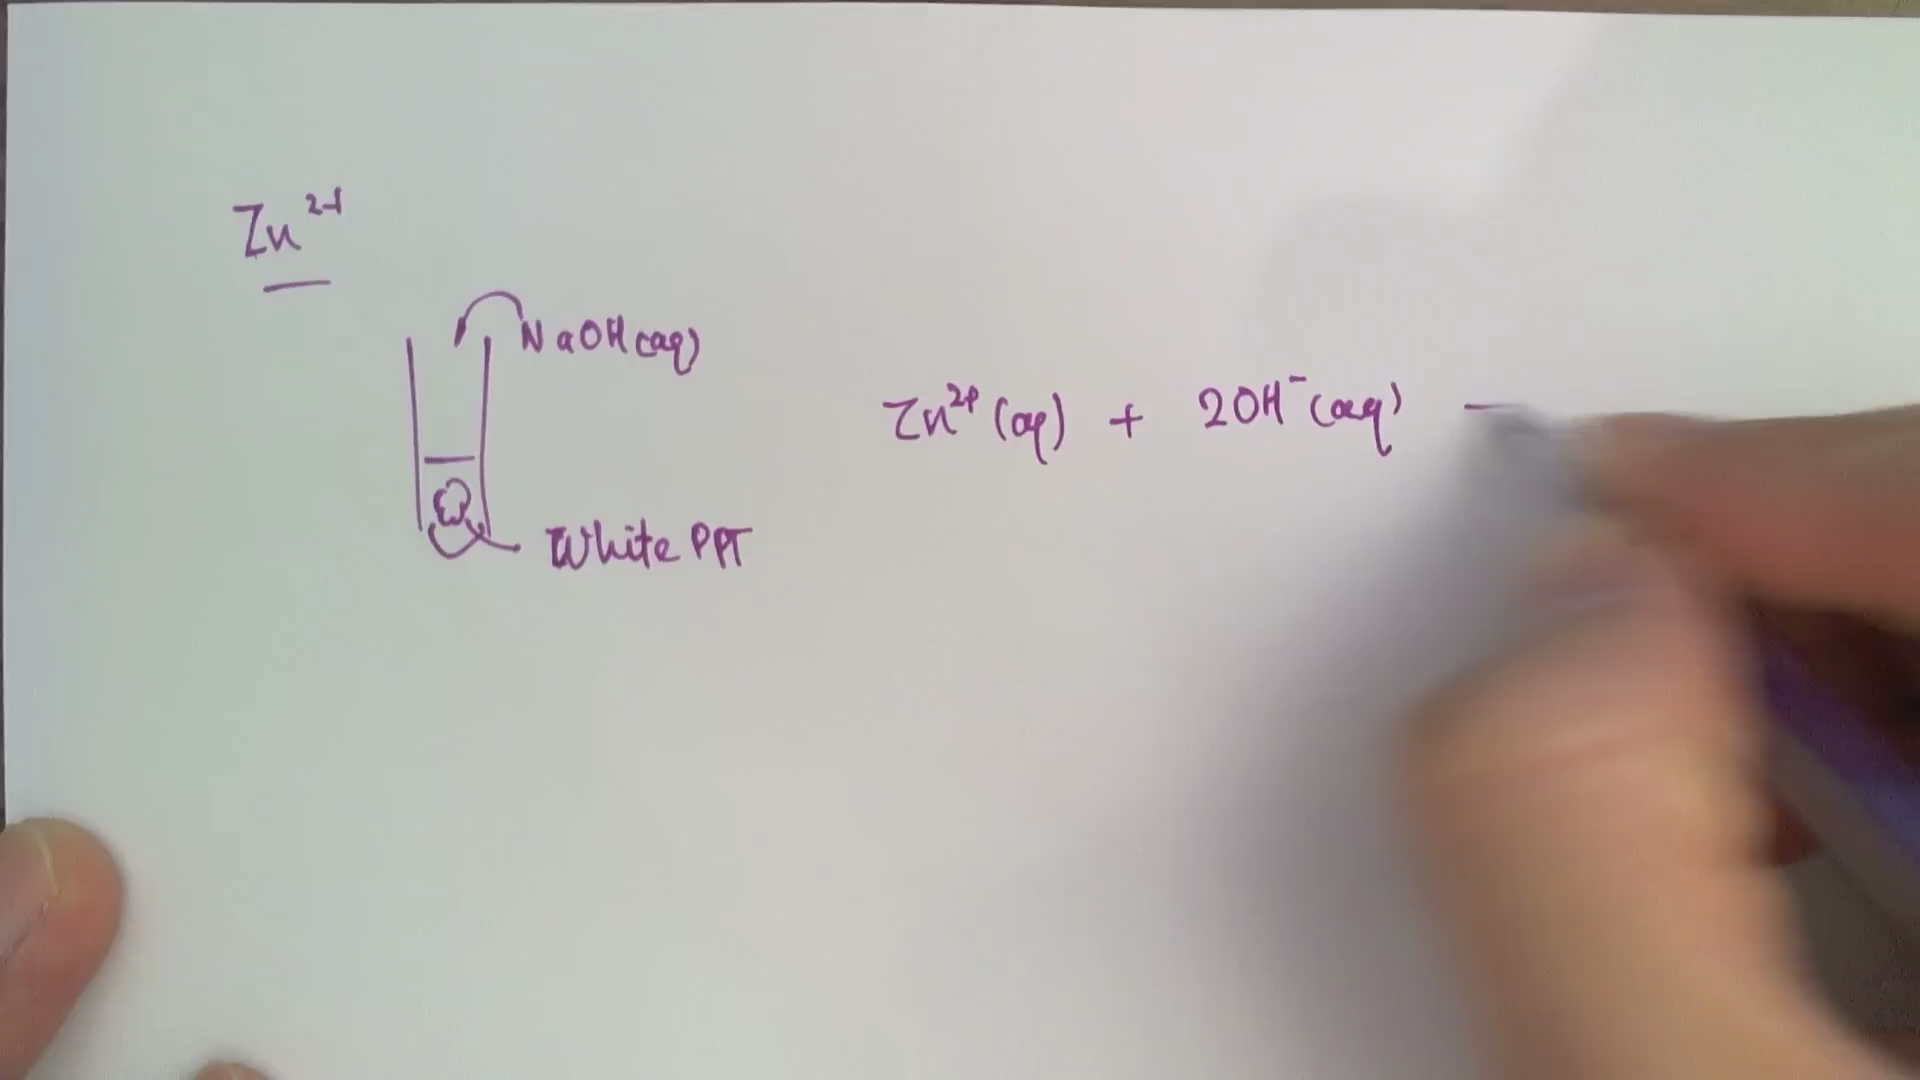 Zn²⁺
NaOH(aq)
Zn²⁺(aq) + 2OH⁻(aq) —
White PPT